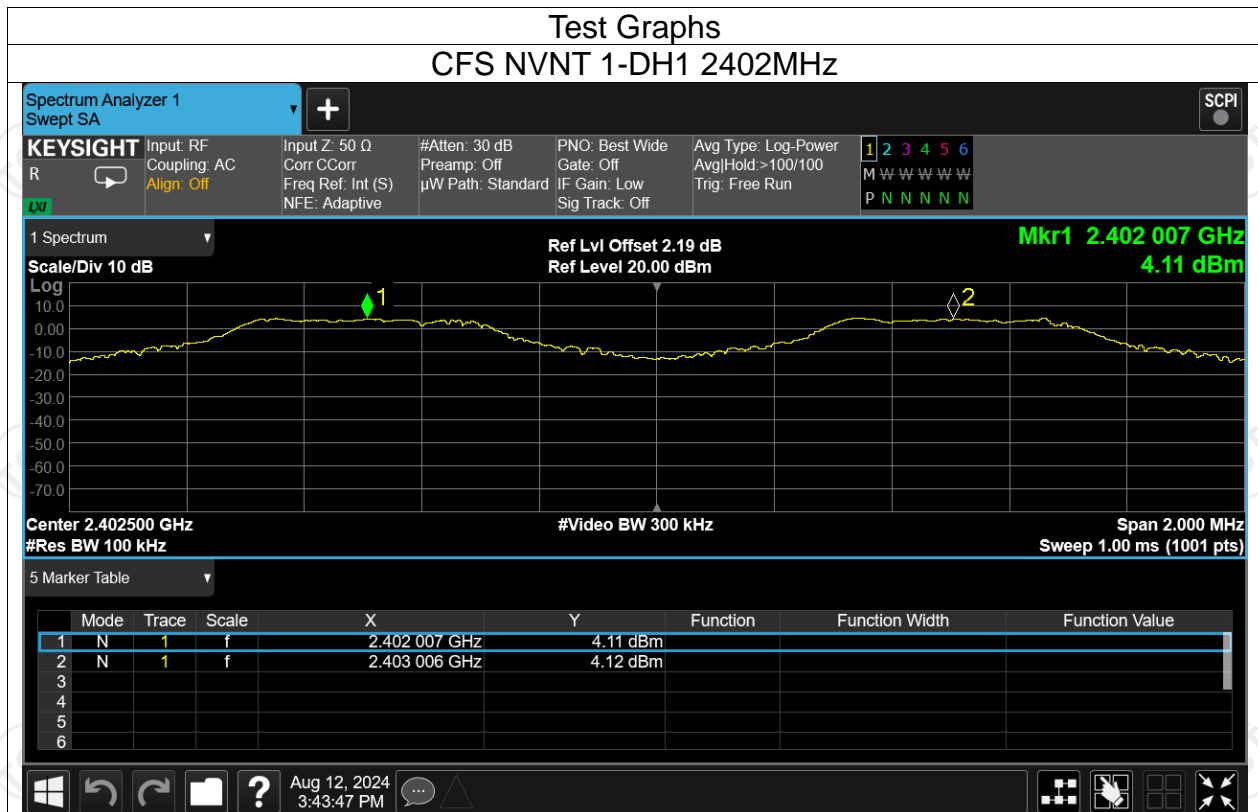 Test Graphs
CFS NVNT 1-DH1 2402MHz
Spectrum Analyzer 1
Swept SA
+
SCPI
KEYSIGHT
R
LXI
Input: RF
Coupling: AC
Align: Off
Input Z: 50 Ω
Corr CCorr
Freq Ref: Int (S)
NFE: Adaptive
#Atten: 30 dB
Preamp: Off
µW Path: Standard
PNO: Best Wide
Gate: Off
IF Gain: Low
Sig Track: Off
Avg Type: Log-Power
Avg|Hold:>100/100
Trig: Free Run
1 2 3 4 5 6
M W W W W W W
P N N N N N N
1 Spectrum
Scale/Div 10 dB
Ref Lvl Offset 2.19 dB
Ref Level 20.00 dBm
Mkr1 2.402 007 GHz
4.11 dBm
Log
10.0
0.00
-10.0
-20.0
-30.0
-40.0
-50.0
-60.0
-70.0
1
2
Center 2.402500 GHz
#Res BW 100 kHz
#Video BW 300 kHz
Span 2.000 MHz
Sweep 1.00 ms (1001 pts)
5 Marker Table
Mode Trace Scale X Y Function Function Width Function Value
1 N 1 f 2.402 007 GHz 4.11 dBm
2 N 1 f 2.403 006 GHz 4.12 dBm
3
4
5
6
?
Aug 12, 2024
3:43:47 PM